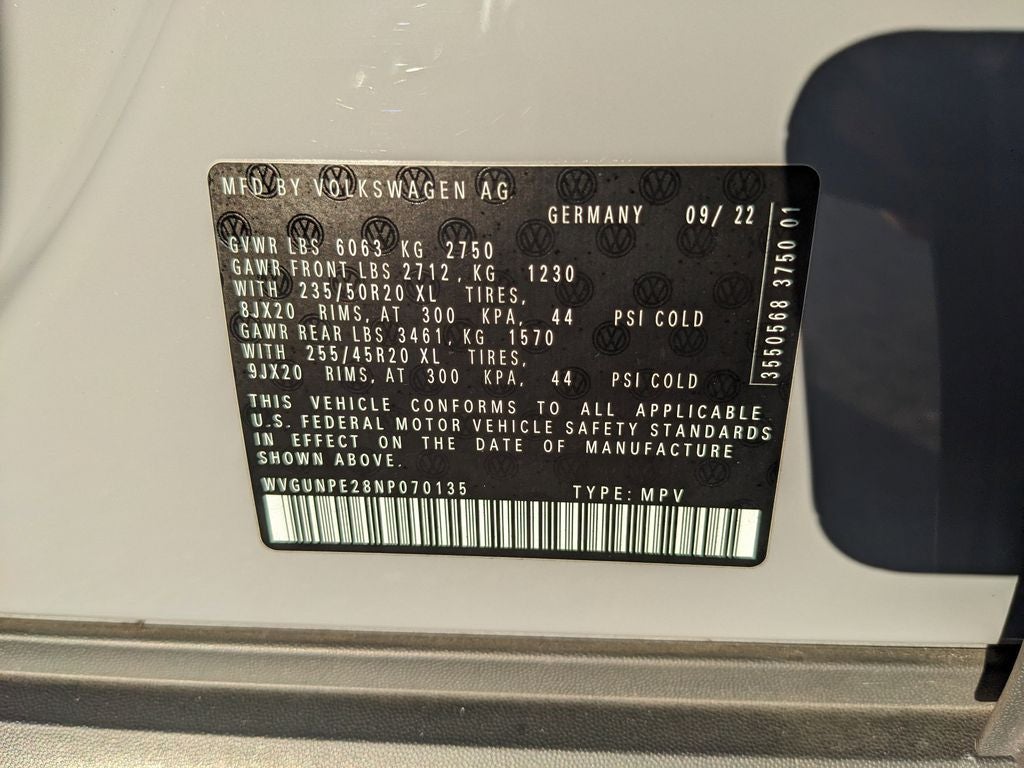 MFD BY VOLKSWAGEN AG
GERMANY 09/ 22
GVWR LBS 6063 KG 2750
GAWR FRONT LBS 2712, KG 1230
WITH 235/50R20 XL TIRES,
8JX20 RIMS, AT 300 KPA, 44 PSI COLD
GAWR REAR LBS 3461, KG 1570
WITH 255/45R20 XL TIRES,
9JX20 RIMS, AT 300 KPA, 44 PSI COLD
THIS VEHICLE CONFORMS TO ALL APPLICABLE
U.S. FEDERAL MOTOR VEHICLE SAFETY STANDARDS
IN EFFECT ON THE DATE OF MANUFACTURE
SHOWN ABOVE.
WVGUNPE28NP070135 TYPE: MPV
3550568 3750 01